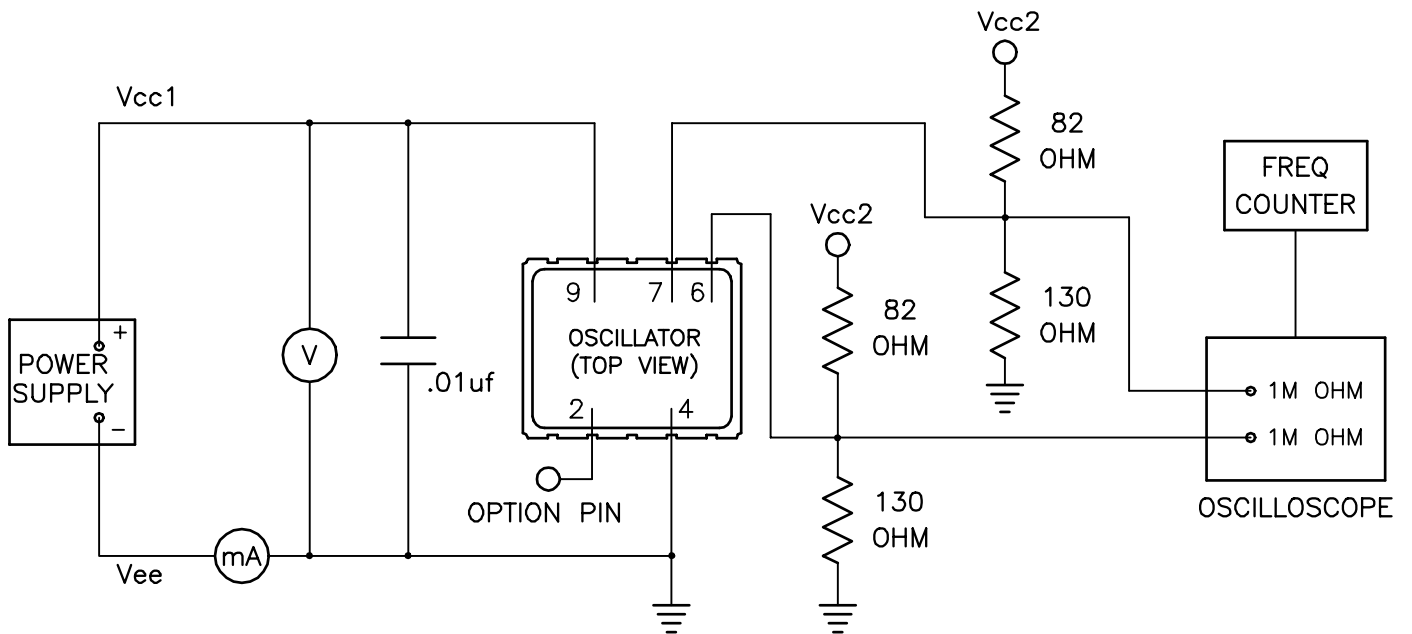 Vcc2
Vcc1
82
OHM
FREQ
COUNTER
Vcc2
9
7
6
130
OHM
82
OHM
OSCILLATOR
(TOP VIEW)
+
POWER
SUPPLY
–
V
.01uf
2
4
1M OHM
1M OHM
OPTION PIN
130
OHM
OSCILLOSCOPE
mA
Vee